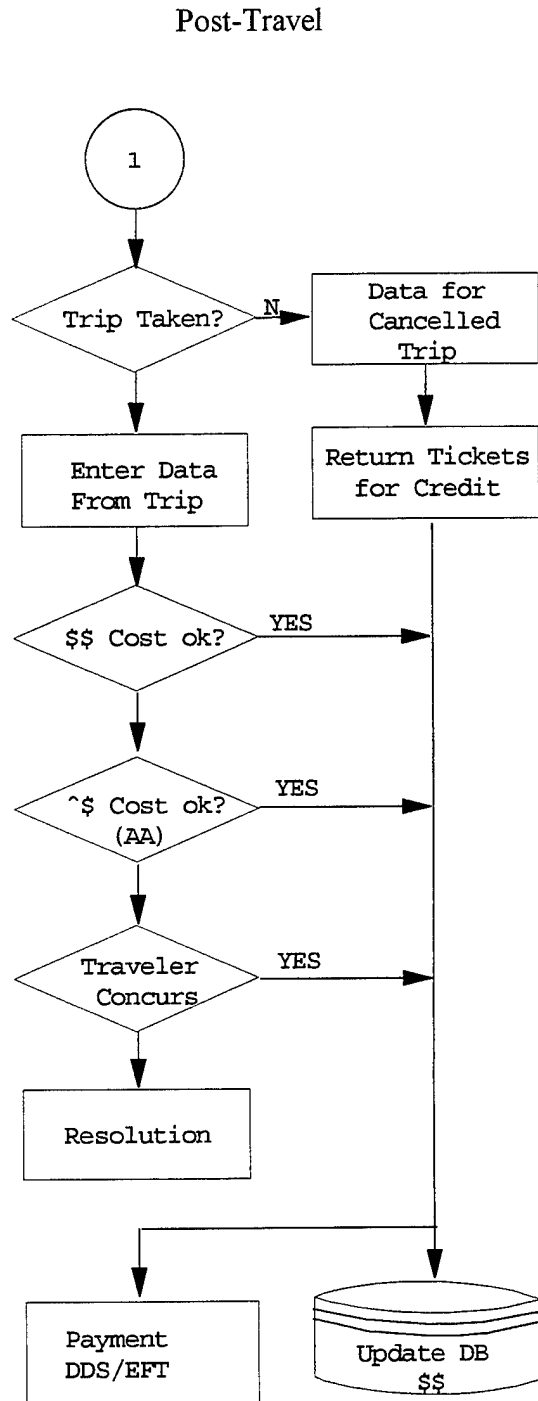 Post-Travel
1
Trip Taken?
N
Data for
Cancelled
Trip
Enter Data
From Trip
Return Tickets
for Credit
$$ Cost ok?
YES
^$ Cost ok?
(AA)
YES
Traveler
Concurs
YES
Resolution
Payment
DDS/EFT
Update DB
$$